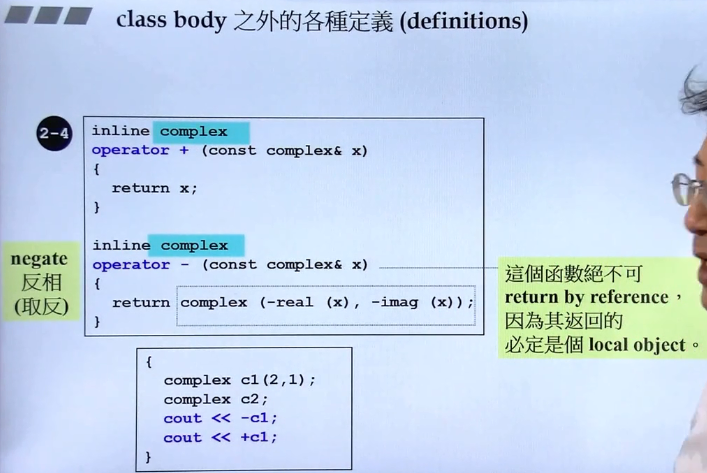 class body 之外的各種定義 (definitions)
2-4
inline complex
operator + (const complex& x)
{
return x;
}
inline complex
operator - (const complex& x)
{
return complex (-real (x), -imag (x));
}
negate
反相
(取反)
這個函數絕不可
return by reference，
因為其返回的
必定是個 local object。
{
complex c1(2,1);
complex c2;
cout << -c1;
cout << +c1;
}